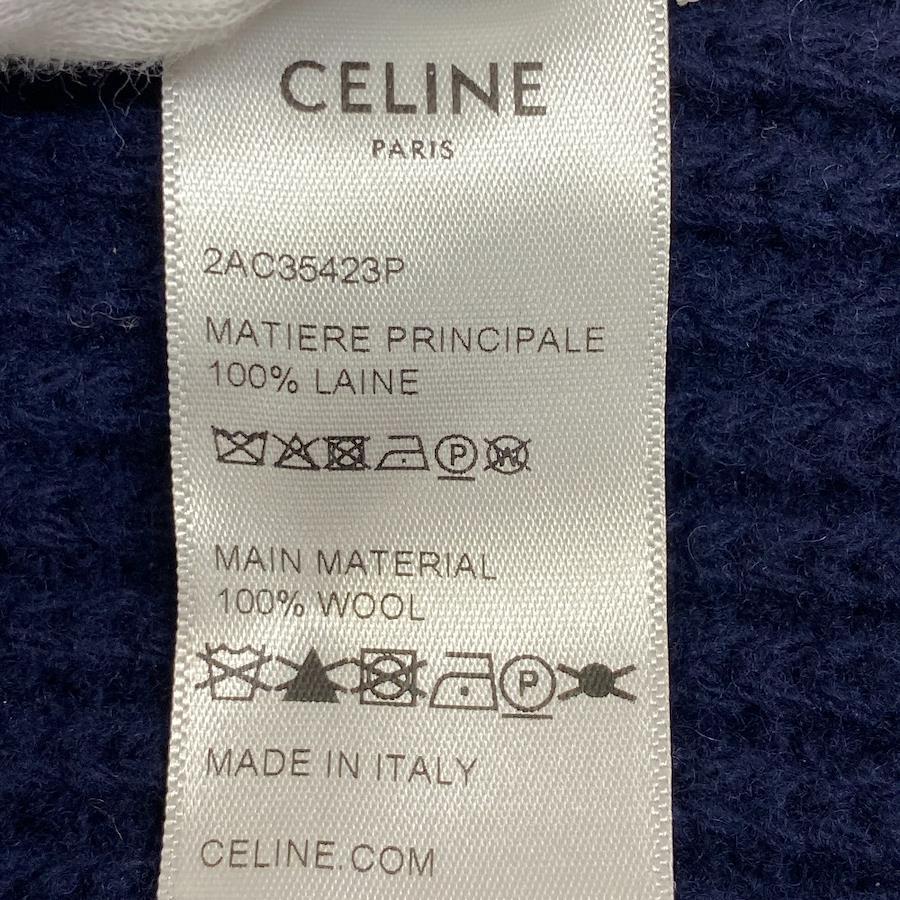 CELINE
PARIS
2AC35423P
MATIERE PRINCIPALE
100% LAINE
P W
MAIN MATERIAL
100% WOOL
P
MADE IN ITALY
CELINE.COM